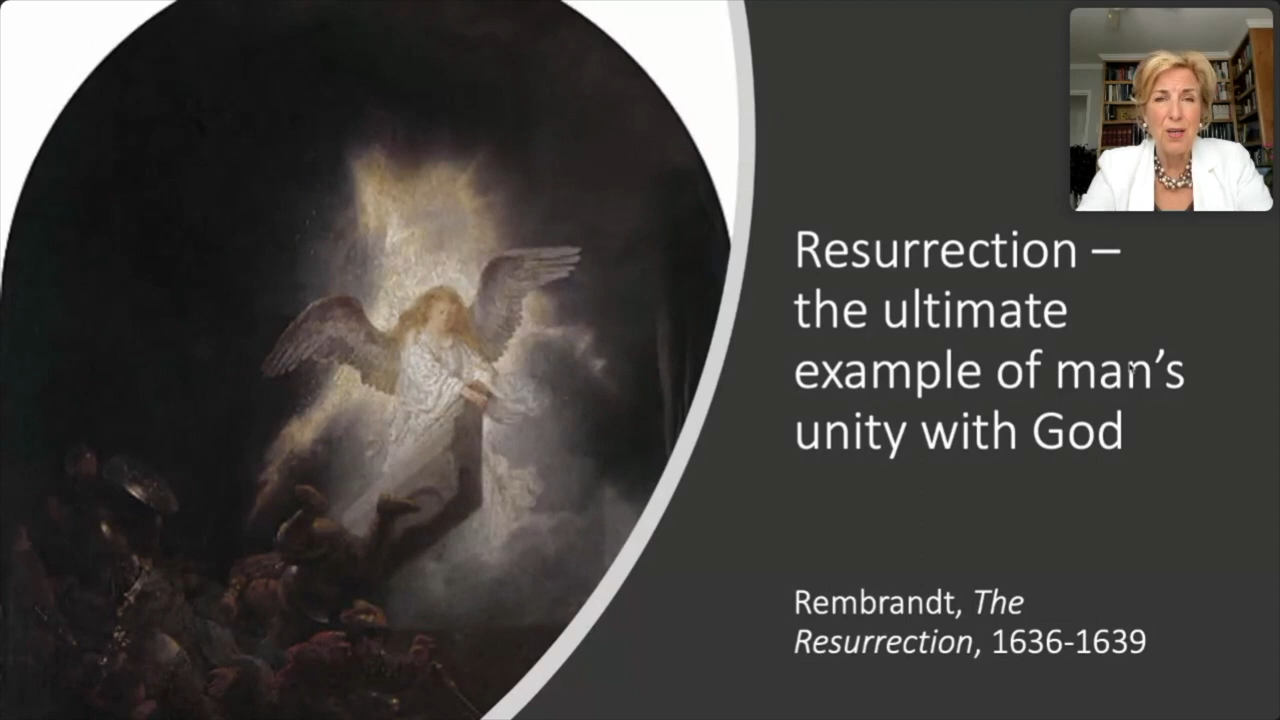 Resurrection –
the ultimate
example of man's
unity with God
Rembrandt, The
Resurrection, 1636-1639